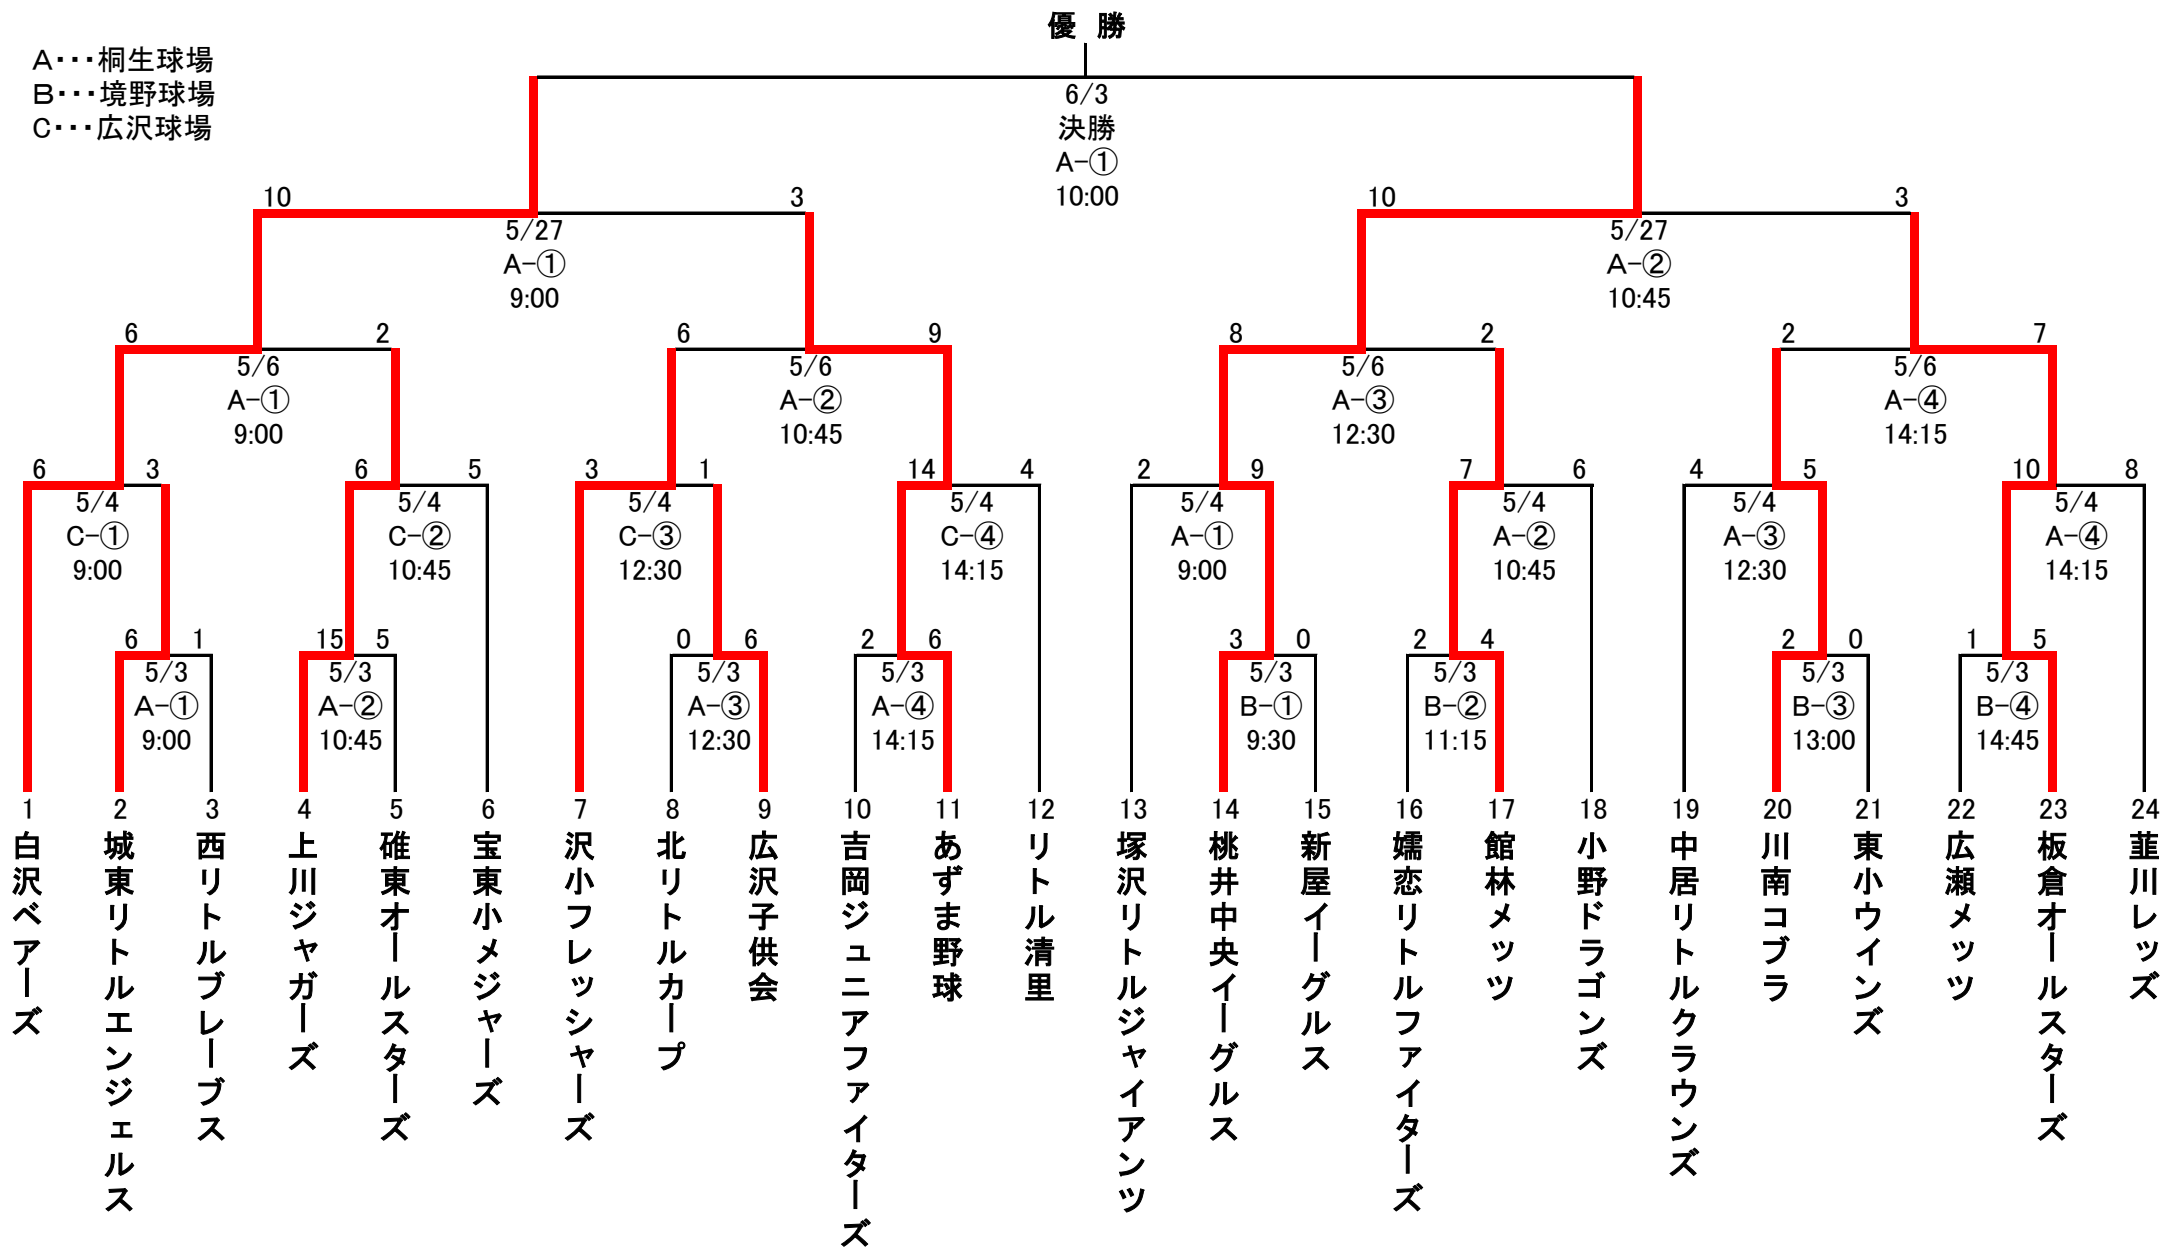 優 勝
A・・・桐生球場
B・・・境野球場
C・・・広沢球場
6/3
決勝
A-①
10:00
10 3 10 3
5/27 5/27
A-① A-②
9:00 10:45
6 2 6 9 8 2 2 7
5/6 5/6 5/6 5/6
A-① A-② A-③ A-④
9:00 10:45 12:30 14:15
6 3 6 5 3 1 14 4 2 9 7 6 4 5 10 8
5/4 5/4 5/4 5/4 5/4 5/4 5/4 5/4
C-① C-② C-③ C-④ A-① A-② A-③ A-④
9:00 10:45 12:30 14:15 9:00 10:45 12:30 14:15
6 1 15 5 0 6 2 6 3 0 2 4 2 0 1 5
5/3 5/3 5/3 5/3 5/3 5/3 5/3 5/3
A-① A-② A-③ A-④ B-① B-② B-③ B-④
9:00 10:45 12:30 14:15 9:30 11:15 13:00 14:45
1 2 3 4 5 6 7 8 9 10 11 12 13 14 15 16 17 18 19 20 21 22 23 24
白沢ベアーズ
城東リトルエンジェルス
西リトルブレーブス
上川ジャガーズ
碓東オールスターズ
宝東小メジャーズ
沢小フレッシャーズ
北リトルカープ
広沢子供会
吉岡ジュニアファイターズ
あずま野球
リトル清里
塚沢リトルジャイアンツ
桃井中央イーグルス
新屋イーグルス
嬬恋リトルファイターズ
館林メッツ
小野ドラゴンズ
中居リトルクラウンズ
川南コブラ
東小ウインズ
広瀬メッツ
板倉オールスターズ
韮川レッズ